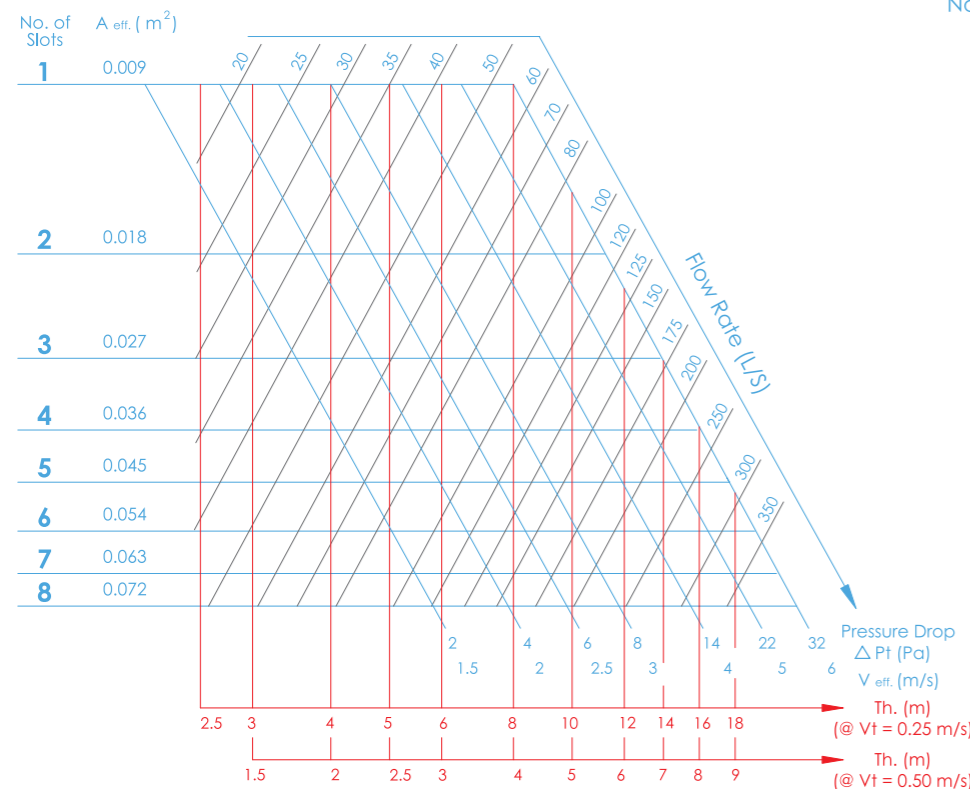 No
No. of Slots
A eff. ( m²)
1 0.009
2 0.018
3 0.027
4 0.036
5 0.045
6 0.054
7 0.063
8 0.072
20 25 30 35 40 50 60 70 80 100 120 125 150 175 200 250 300 350
Flow Rate (L/S)
2 4 6 8 14 22 32
Pressure Drop
△ Pt (Pa)
1.5 2 2.5 3 4 5 6
V eff. (m/s)
2.5 3 4 5 6 8 10 12 14 16 18
Th. (m)
(@ Vt = 0.25 m/s)
1.5 2 2.5 3 4 5 6 7 8 9
Th. (m)
(@ Vt = 0.50 m/s)